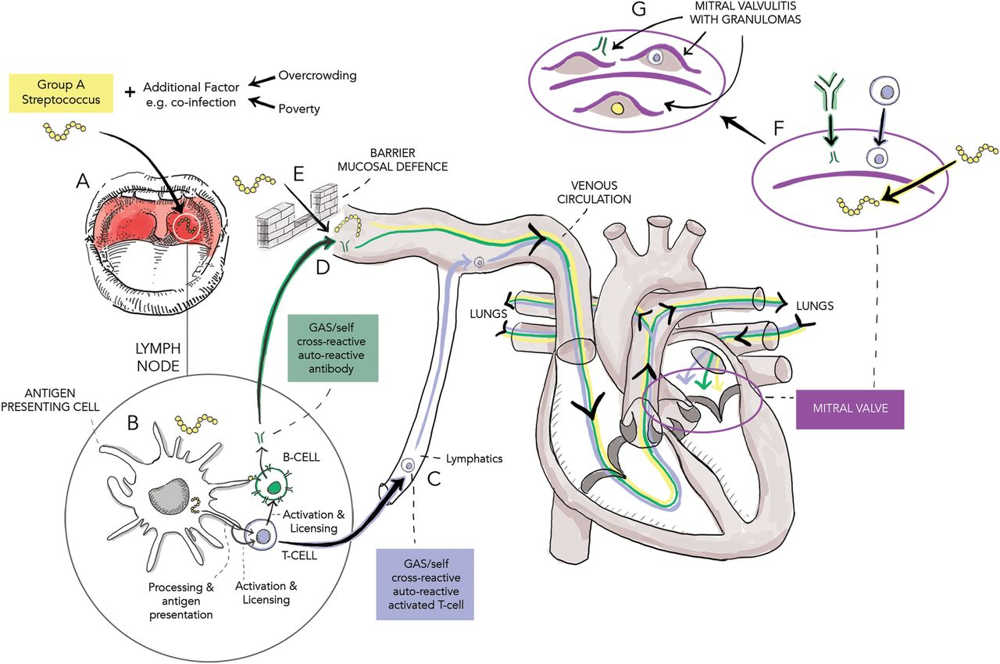 G
MITRAL VALVULITIS
WITH GRANULOMAS
Group A
Streptococcus
+
Additional Factor
e.g. co-infection
Overcrowding
Poverty
A
E
BARRIER
MUCOSAL DEFENCE
F
VENOUS
CIRCULATION
D
LUNGS
LUNGS
LYMPH
NODE
GAS/self
cross-reactive
auto-reactive
antibody
ANTIGEN
PRESENTING CELL
B
B-CELL
Lymphatics
C
MITRAL VALVE
Activation &
Licensing
T-CELL
Processing &
antigen
presentation
Activation &
Licensing
GAS/self
cross-reactive
auto-reactive
activated T-cell